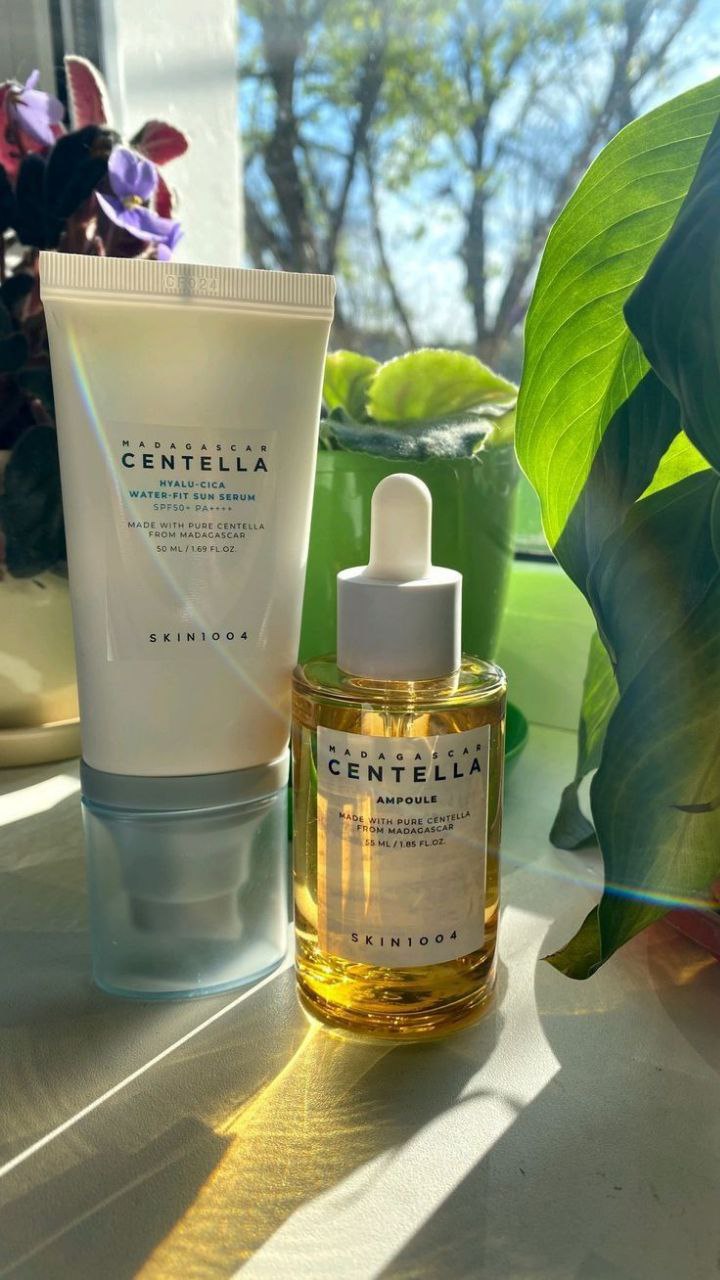 MADAGASCAR
CENTELLA
HYALU-CICA
WATER-FIT SUN SERUM
SPF50+ PA++++
MADE WITH PURE CENTELLA
FROM MADAGASCAR
50 ML / 1.69 FL.OZ.
SKIN1004
MADAGASCAR
CENTELLA
AMPOULE
MADE WITH PURE CENTELLA
FROM MADAGASCAR
55 ML / 1.85 FL.OZ.
SKIN1004